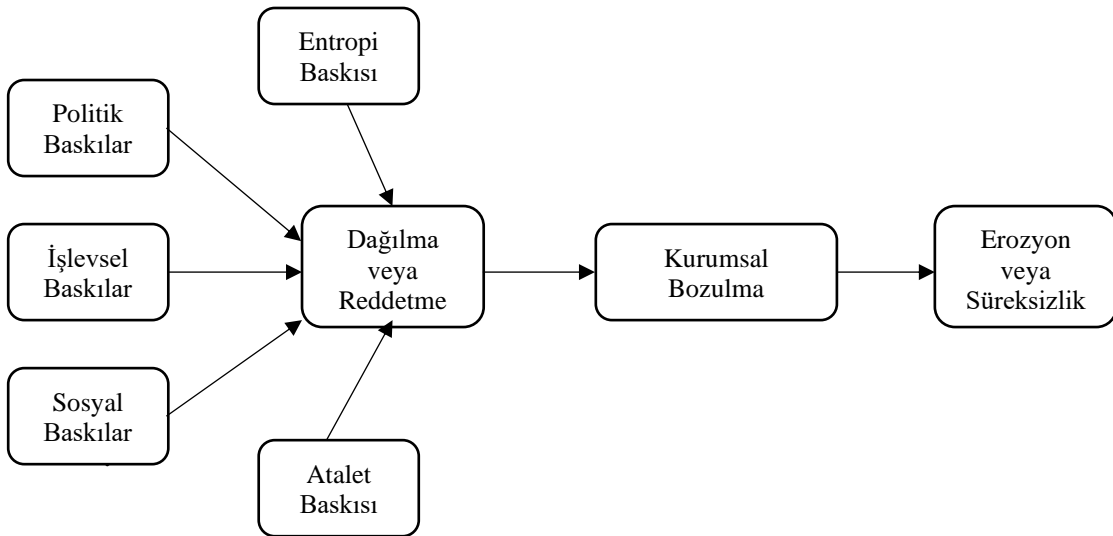 Entropi
Baskısı
Politik
Baskılar
İşlevsel
Baskılar
Sosyal
Baskılar
Dağılma
veya
Reddetme
Atalet
Baskısı
Kurumsal
Bozulma
Erozyon
veya
Süreksizlik